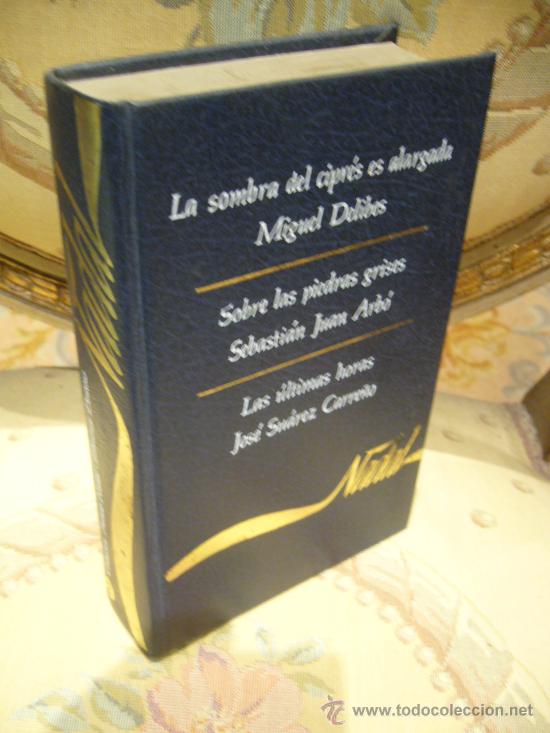 La sombra del ciprés es alargada
Miguel Delibes
Sobre las piedras grises
Sebastián Juan Arbó
Las últimas horas
José Suárez Carreño
Nadal
www.todocoleccion.net